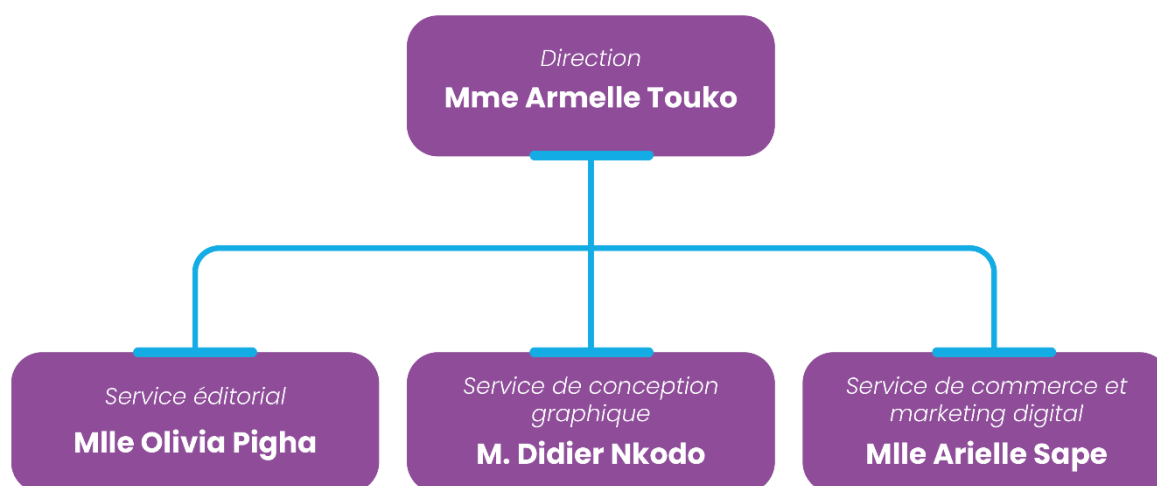 Direction
Mme Armelle Touko
Service éditorial
Mlle Olivia Pigha
Service de conception
graphique
M. Didier Nkodo
Service de commerce et
marketing digital
Mlle Arielle Sape